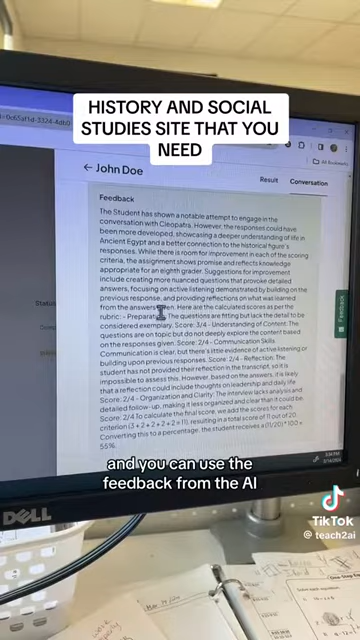 0e65af1d-3324-4db0
All Bookmarks
HISTORY AND SOCIAL
STUDIES SITE THAT YOU
NEED
← John Doe
Result
Conversation
Feedback
The Student has shown a notable attempt to engage in the
conversation with Cleopatra. However, the responses could have
been more developed, showcasing a deeper understanding of life in
Ancient Egypt and a better connection to the historical figure's
responses. While there is room for improvement in each of the scoring
criteria, the assignment shows promise and reflects knowledge
appropriate for an eighth grader. Suggestions for improvement
include creating more nuanced questions that provoke detailed
answers, focusing on active listening demonstrated by building on the
previous response, and providing reflections on what was learned
from the answers given. Here are the calculated scores as per the
rubric: - Preparation: The questions are fitting but lack the detail to be
considered exemplary. Score: 3/4 - Understanding of Content: The
questions are on topic but do not deeply explore the content based
on the responses given. Score: 2/4 - Communication Skills:
Communication is clear, but there's little evidence of active listening
or building upon previous responses. Score: 2/4 - Reflection: The
student has not provided their reflection in the transcript, so it is
impossible to assess this. However, based on the answers, it is likely
that a reflection could include thoughts on leadership and daily life
Score: 2/4 - Organization and Clarity: The interview lacks analysis and
detailed follow-up, making it less organized and clear than it could be.
Score: 2/4 To calculate the final score, we add the scores for each
criterion (3 + 2 + 2 + 2 + 2 = 11), resulting in a total score of 11 out of 20.
Converting this to a percentage, the student receives a (11/20) * 100 =
55%.
Status
Feedback
and you can use the
feedback from the AI
DELL
TikTok
@teach2ai